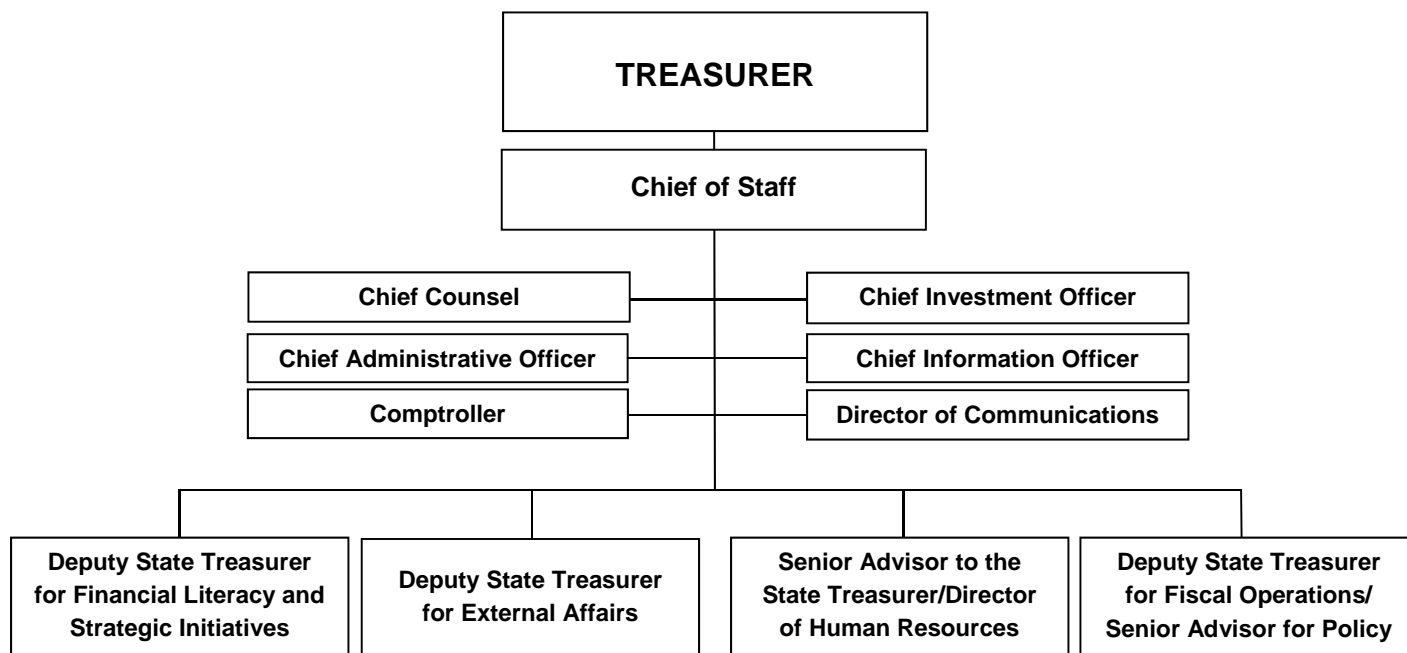 TREASURER
Chief of Staff
Chief Counsel
Chief Investment Officer
Chief Administrative Officer
Chief Information Officer
Comptroller
Director of Communications
Deputy State Treasurer
for Financial Literacy and
Strategic Initiatives
Deputy State Treasurer
for External Affairs
Senior Advisor to the
State Treasurer/Director
of Human Resources
Deputy State Treasurer
for Fiscal Operations/
Senior Advisor for Policy